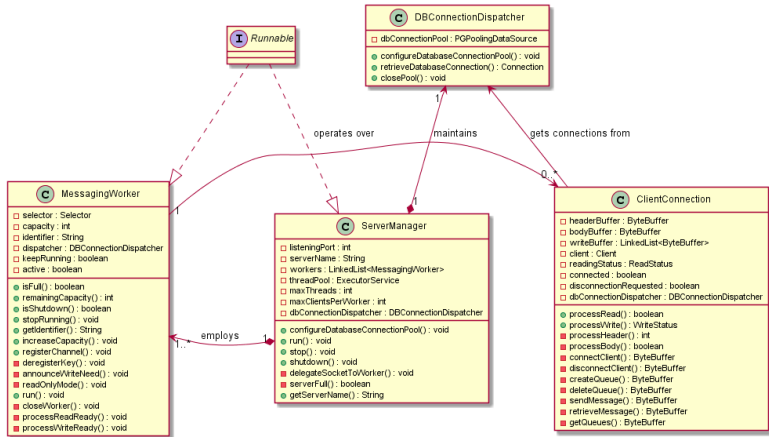 C DBConnectionDispatcher
dbConnectionPool : PGPoolingDataSource
configureDatabaseConnectionPool() : void
retrieveDatabaseConnection() : Connection
closePool() : void
I Runnable
1
operates over
maintains
gets connections from
0..*
1
1
C MessagingWorker
selector : Selector
capacity : int
identifier : String
dispatcher : DBConnectionDispatcher
keepRunning : boolean
active : boolean
isFull() : boolean
remainingCapacity() : int
isShutdown() : boolean
stopRunning() : void
getIdentifier() : String
increaseCapacity() : void
registerChannel() : void
deregisterKey() : void
announceWriteNeed() : void
readOnlyMode() : void
run() : void
closeWorker() : void
processReadReady() : void
processWriteReady() : void
employs
1..*
1
C ServerManager
listeningPort : int
serverName : String
workers : LinkedList<MessagingWorker>
threadPool : ExecutorService
maxThreads : int
maxClientsPerWorker : int
dbConnectionDispatcher : DBConnectionDispatcher
configureDatabaseConnectionPool() : void
run() : void
stop() : void
shutdown() : void
delegateSocketToWorker() : void
serverFull() : boolean
getServerName() : String
C ClientConnection
headerBuffer : ByteBuffer
bodyBuffer : ByteBuffer
writeBuffer : LinkedList<ByteBuffer>
client : Client
readingStatus : ReadStatus
connected : boolean
disconnectionRequested : boolean
dbConnectionDispatcher : DBConnectionDispatcher
processRead() : boolean
processWrite() : WriteStatus
processHeader() : int
processBody() : boolean
connectClient() : ByteBuffer
disconnectClient() : ByteBuffer
createQueue() : ByteBuffer
deleteQueue() : ByteBuffer
sendMessage() : ByteBuffer
retrieveMessage() : ByteBuffer
getQueues() : ByteBuffer